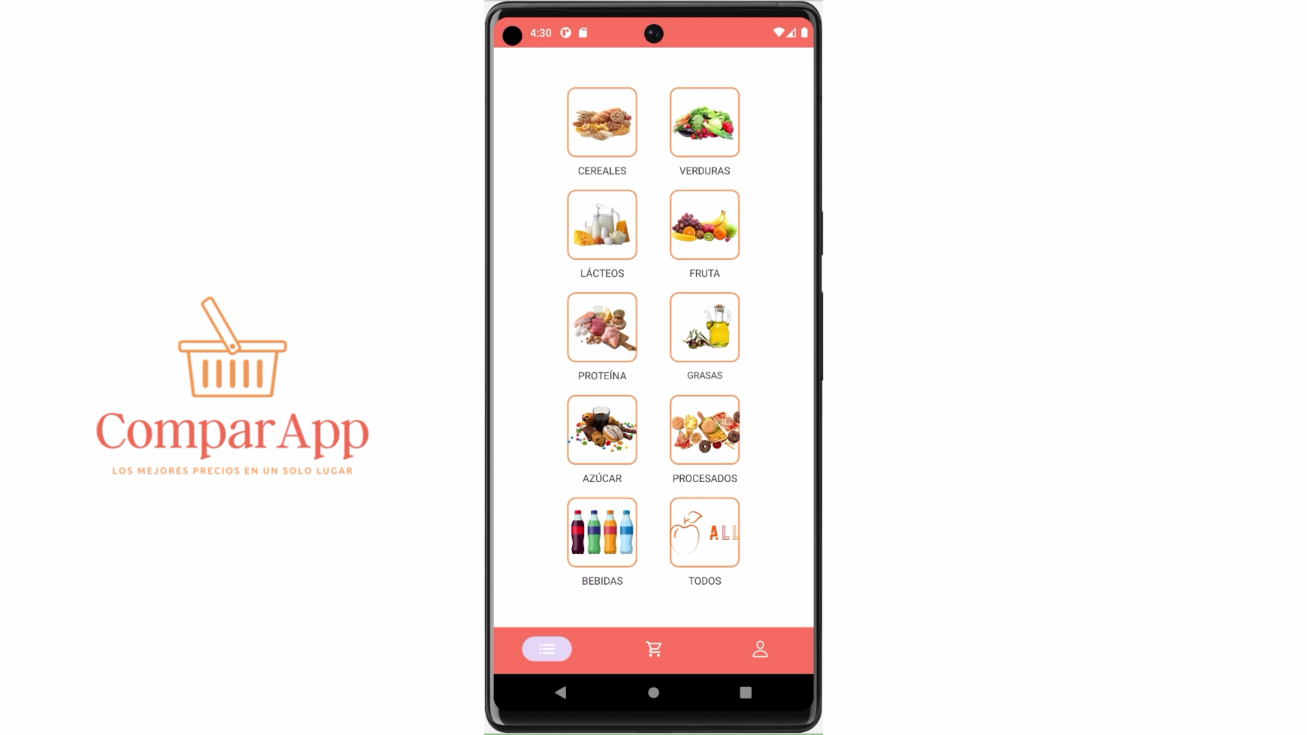 ComparApp
LOS MEJORES PRECIOS EN UN SOLO LUGAR
4:30
CEREALES
VERDURAS
LÁCTEOS
FRUTA
PROTEÍNA
GRASAS
AZÚCAR
PROCESADOS
ALL
BEBIDAS
TODOS